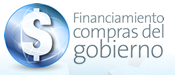 $
Financiamiento
compras del
gobierno